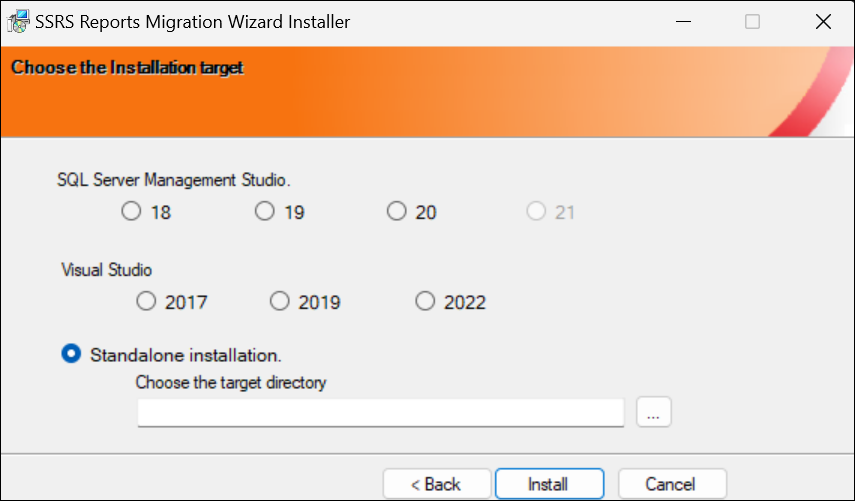 SSRS Reports Migration Wizard Installer
Choose the Installation target
SQL Server Management Studio.
18 19 20 21
Visual Studio
2017 2019 2022
Standalone installation.
Choose the target directory
...
< Back Install Cancel